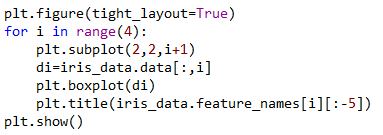 plt.figure(tight_layout=True)
for i in range(4):
    plt.subplot(2,2,i+1)
    di=iris_data.data[:,i]
    plt.boxplot(di)
    plt.title(iris_data.feature_names[i][:-5])
plt.show()